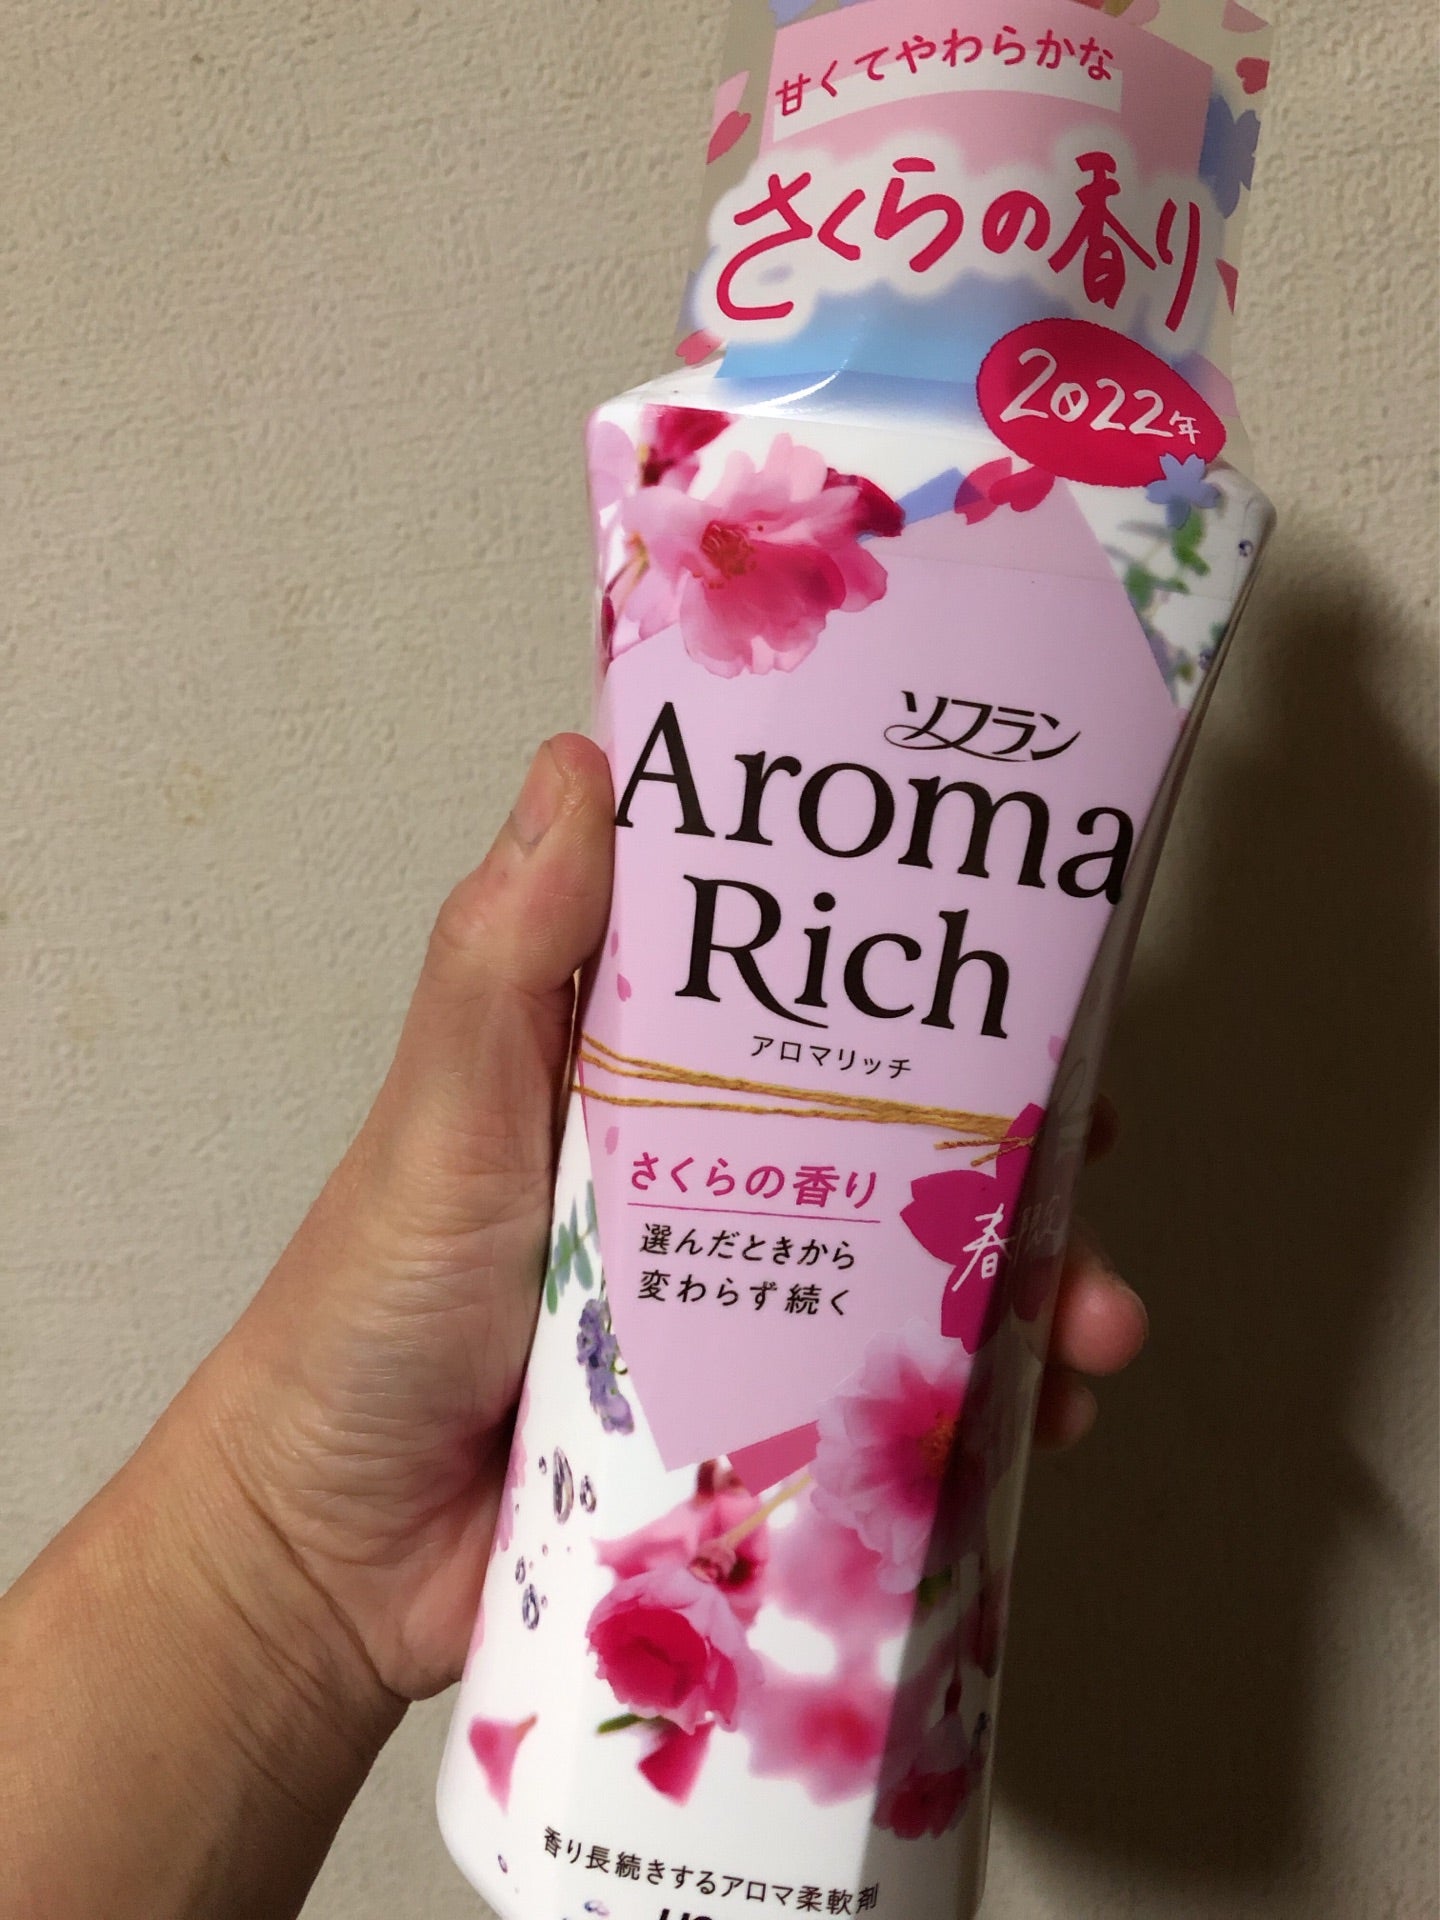 甘くてやわらかな
さくらの香り
2022年
ソフラン
Aroma
Rich
アロマリッチ
さくらの香り
選んだときから
変わらず続く
春
香り長続きするアロマ柔軟剤